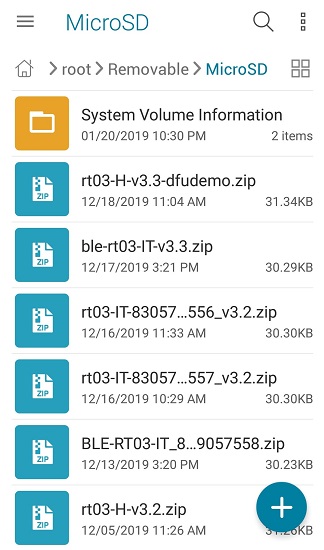 MicroSD
root Removable MicroSD
System Volume Information
01/20/2019 10:30 PM 2 items
rt03-H-v3.3-dfudemo.zip
ZIP 12/18/2019 11:04 AM 31.34KB
ble-rt03-IT-v3.3.zip
ZIP 12/17/2019 3:21 PM 30.29KB
rt03-IT-83057...556_v3.2.zip
ZIP 12/16/2019 11:33 AM 30.30KB
rt03-IT-83057...557_v3.2.zip
ZIP 12/16/2019 10:29 AM 30.30KB
BLE-RT03-IT_8...9057558.zip
ZIP 12/13/2019 3:20 PM 30.23KB
rt03-H-v3.2.zip
ZIP 12/05/2019 11:26 AM